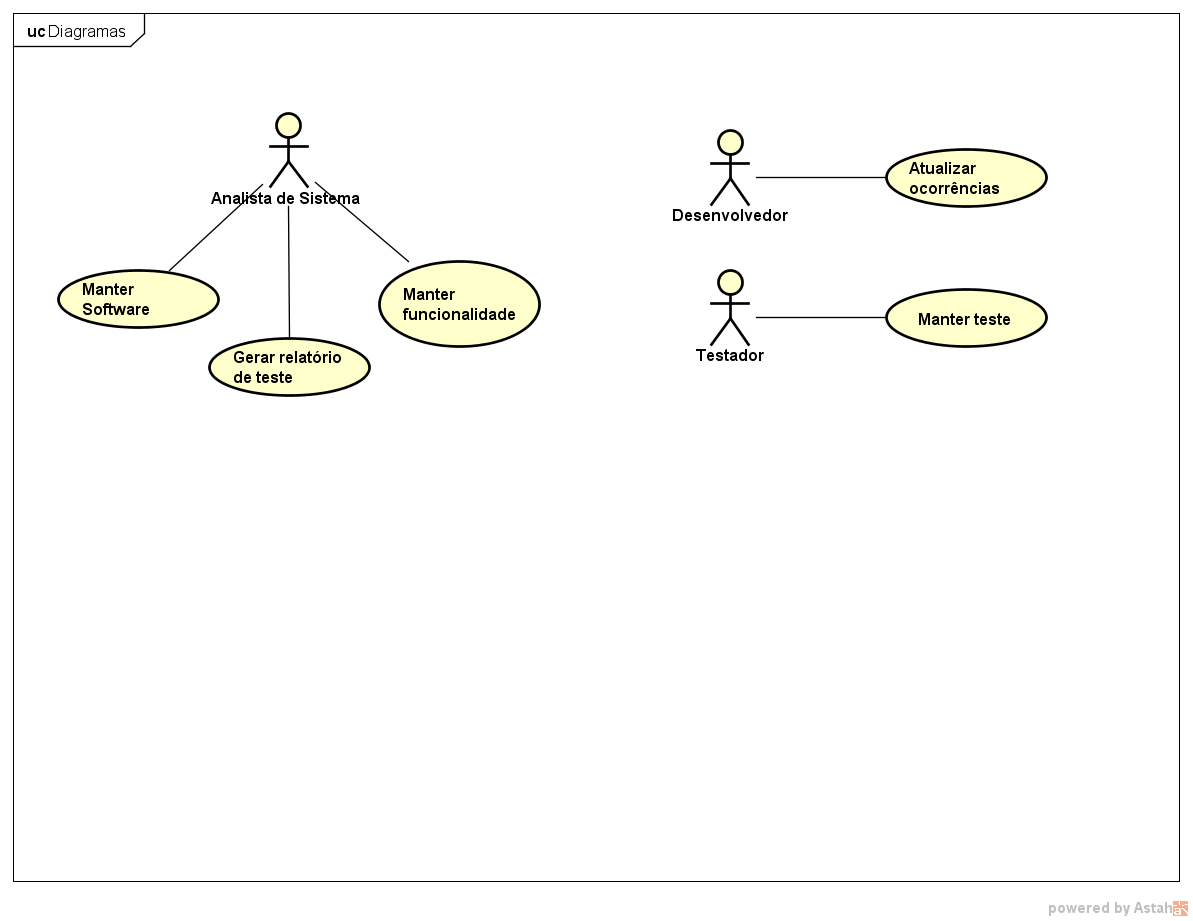 uc Diagramas
Analista de Sistema
Manter
Software
Gerar relatório
de teste
Manter
funcionalidade
Desenvolvedor
Atualizar
ocorrências
Testador
Manter teste
powered by Astah